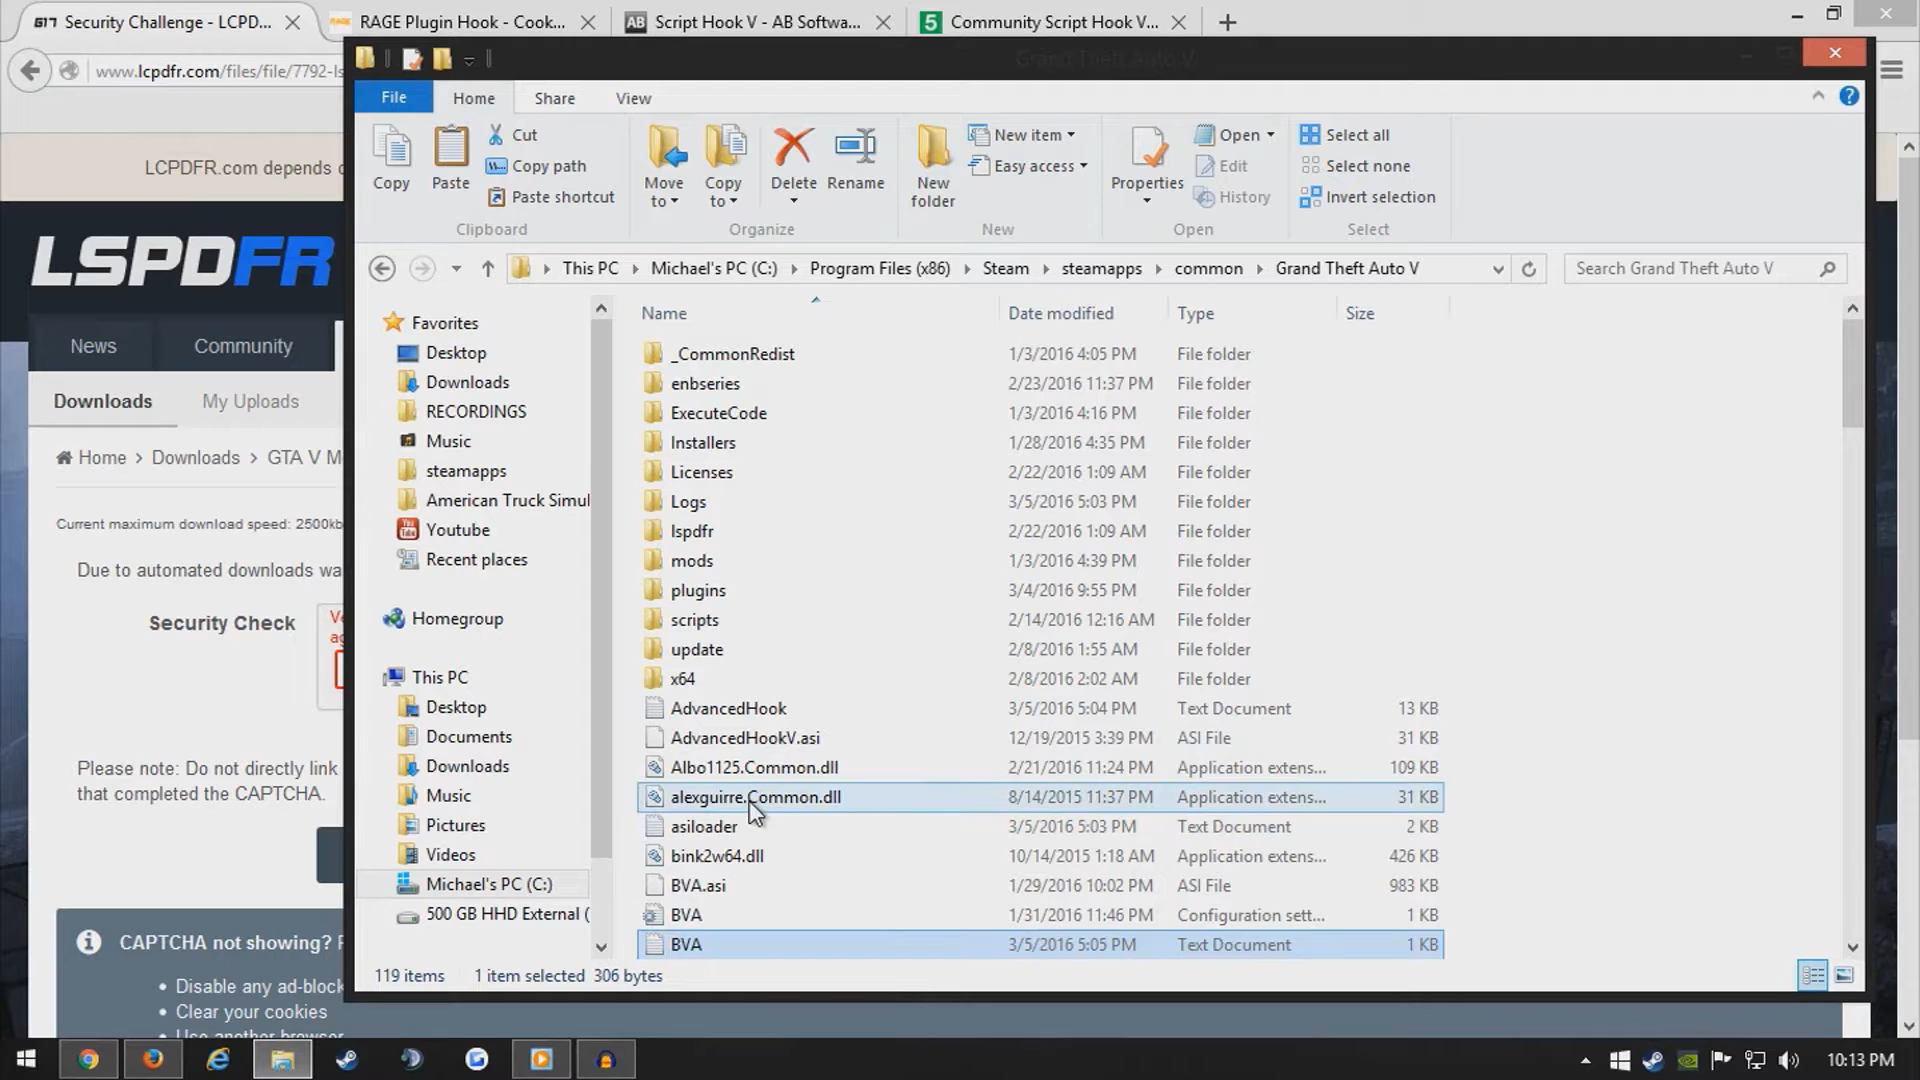 G17 Security Challenge - LCPD...
RAGE Plugin Hook - Cook...
AB Script Hook V - AB Softwa...
5 Community Script Hook V...
www.lcpdfr.com/files/file/7792-ls
Grand Theft Auto V
File Home Share View
Copy
Paste
Cut
Copy path
Paste shortcut
Clipboard
Move to
Copy to
Delete
Rename
Organize
New folder
New item
Easy access
New
Properties
Open
Edit
History
Open
Select all
Select none
Invert selection
Select
This PC Michael's PC (C:) Program Files (x86) Steam steamapps common Grand Theft Auto V
Search Grand Theft Auto V
LCPDFR.com depends o
LSPDFR
News Community
Downloads My Uploads
Home > Downloads > GTA V M
Current maximum download speed: 2500kb
Due to automated downloads wa
Security Check
Ve
ag
Please note: Do not directly link
that completed the CAPTCHA.
CAPTCHA not showing?
• Disable any ad-block
• Clear your cookies
• Use another browser
Favorites
Desktop
Downloads
RECORDINGS
Music
steamapps
American Truck Simul
Youtube
Recent places
Homegroup
This PC
Desktop
Documents
Downloads
Music
Pictures
Videos
Michael's PC (C:)
500 GB HHD External (
Name Date modified Type Size
_CommonRedist 1/3/2016 4:05 PM File folder
enbseries 2/23/2016 11:37 PM File folder
ExecuteCode 1/3/2016 4:16 PM File folder
Installers 1/28/2016 4:35 PM File folder
Licenses 2/22/2016 1:09 AM File folder
Logs 3/5/2016 5:03 PM File folder
lspdfr 2/22/2016 1:09 AM File folder
mods 1/3/2016 4:39 PM File folder
plugins 3/4/2016 9:55 PM File folder
scripts 2/14/2016 12:16 AM File folder
update 2/8/2016 1:55 AM File folder
x64 2/8/2016 2:02 AM File folder
AdvancedHook 3/5/2016 5:04 PM Text Document 13 KB
AdvancedHookV.asi 12/19/2015 3:39 PM ASI File 31 KB
Albo1125.Common.dll 2/21/2016 11:24 PM Application extens... 109 KB
alexguirre.Common.dll 8/14/2015 11:37 PM Application extens... 31 KB
asiloader 3/5/2016 5:03 PM Text Document 2 KB
bink2w64.dll 10/14/2015 1:18 AM Application extens... 426 KB
BVA.asi 1/29/2016 10:02 PM ASI File 983 KB
BVA 1/31/2016 11:46 PM Configuration sett... 1 KB
BVA 3/5/2016 5:05 PM Text Document 1 KB
119 items 1 item selected 306 bytes
10:13 PM